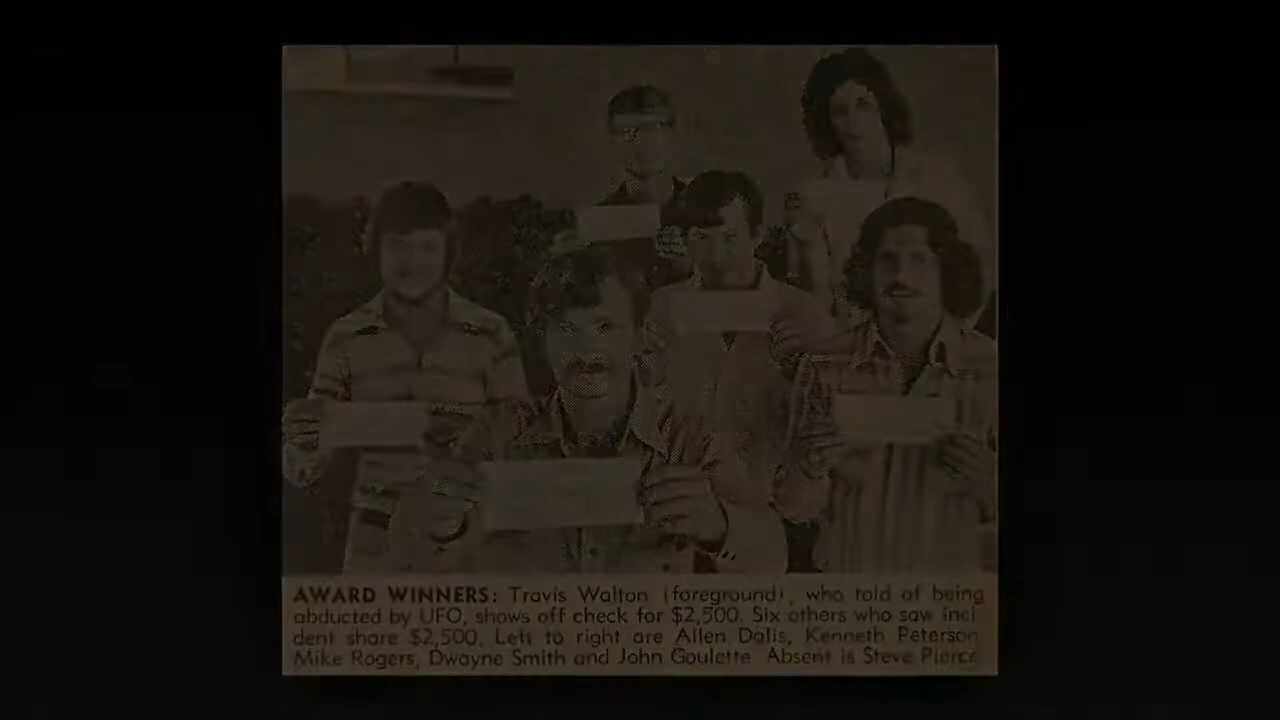 AWARD WINNERS: Travis Walton (foreground), who told of being
abducted by UFO, shows off check for $2,500. Six others who saw inci
dent share $2,500. Left to right are Allen Dalis, Kenneth Peterson
Mike Rogers, Dwayne Smith and John Goulette Absent is Steve Pierce